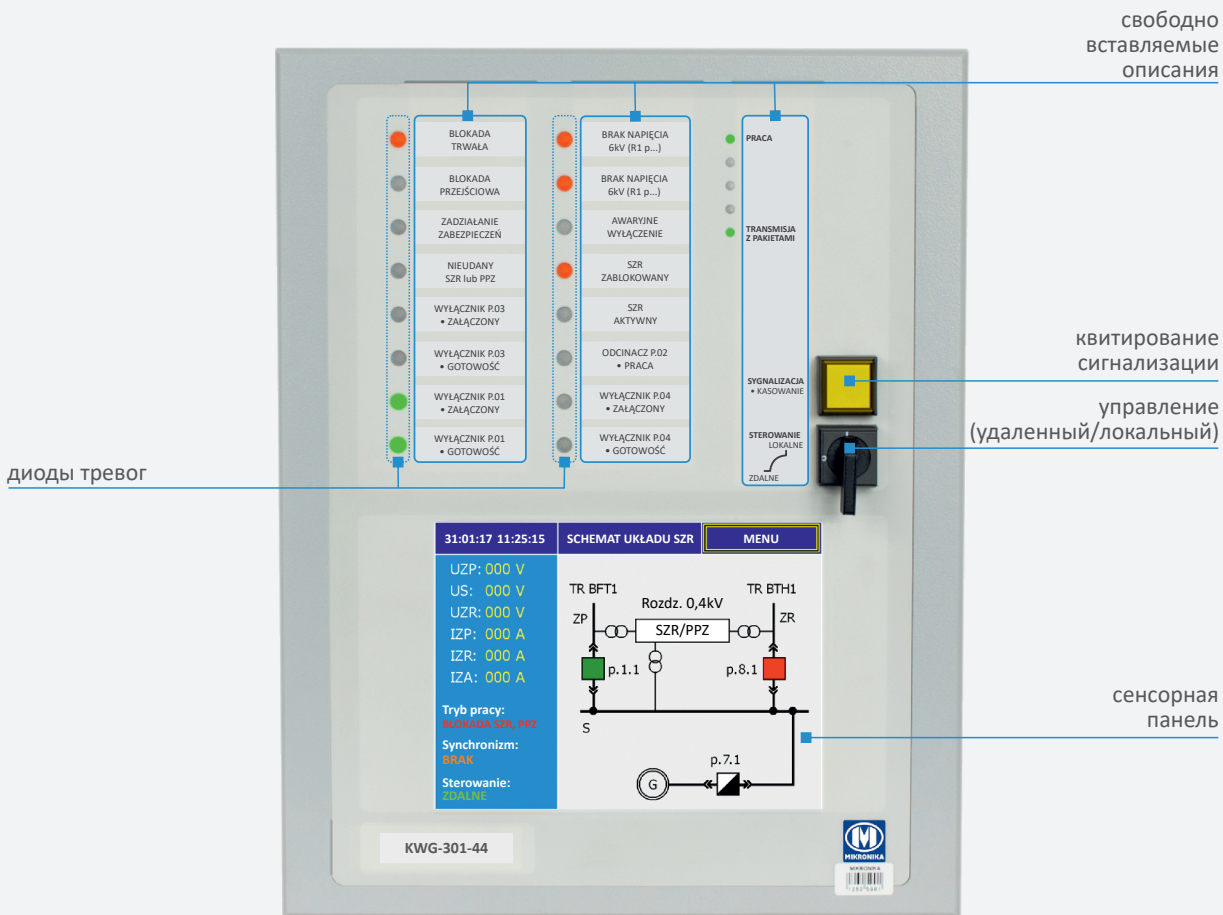 свободно
вставляемые
описания
BLOKADA
TRWAŁA
BLOKADA
PRZEJŚCIOWA
ZADZIAŁANIE
ZABEZPIECZEŃ
NIEUDANY
SZR lub PPZ
WYŁĄCZNIK P.03
• ZAŁĄCZONY
WYŁĄCZNIK P.03
• GOTOWOŚĆ
WYŁĄCZNIK P.01
• ZAŁĄCZONY
WYŁĄCZNIK P.01
• GOTOWOŚĆ
BRAK NAPIĘCIA
6kV (R1 p...)
BRAK NAPIĘCIA
6kV (R1 p...)
AWARYJNE
WYŁĄCZENIE
SZR
ZABLOKOWANY
SZR
AKTYWNY
ODCINACZ P.02
• PRACA
WYŁĄCZNIK P.04
• ZAŁĄCZONY
WYŁĄCZNIK P.04
• GOTOWOŚĆ
PRACA
TRANSMISJA
Z PAKIETAMI
SYGNALIZACJA
• KASOWANIE
STEROWANIE
LOKALNE
ZDALNE
квитирование
сигнализации
управление
(удаленный/локальный)
диоды тревог
31:01:17 11:25:15
SCHEMAT UKŁADU SZR
MENU
UZP: 000 V
US: 000 V
UZR: 000 V
IZP: 000 A
IZR: 000 A
IZA: 000 A
Tryb pracy:
BLOKADA SZR, PPZ
Synchronizm:
BRAK
Sterowanie:
ZDALNE
TR BFT1
TR BTH1
Rozdz. 0,4kV
ZP
SZR/PPZ
ZR
p.1.1
p.8.1
S
p.7.1
G
сенсорная
панель
KWG-301-44
MIKRONIKA
MIKRONIKA